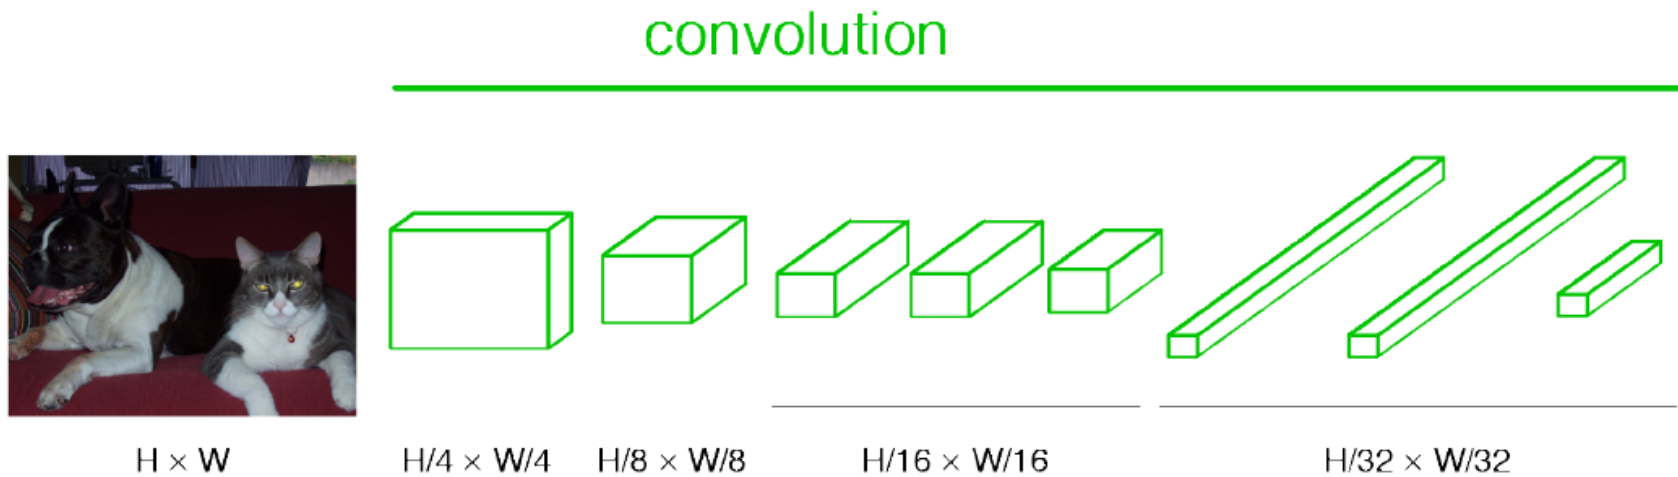 convolution
H × W
H/4 × W/4
H/8 × W/8
H/16 × W/16
H/32 × W/32